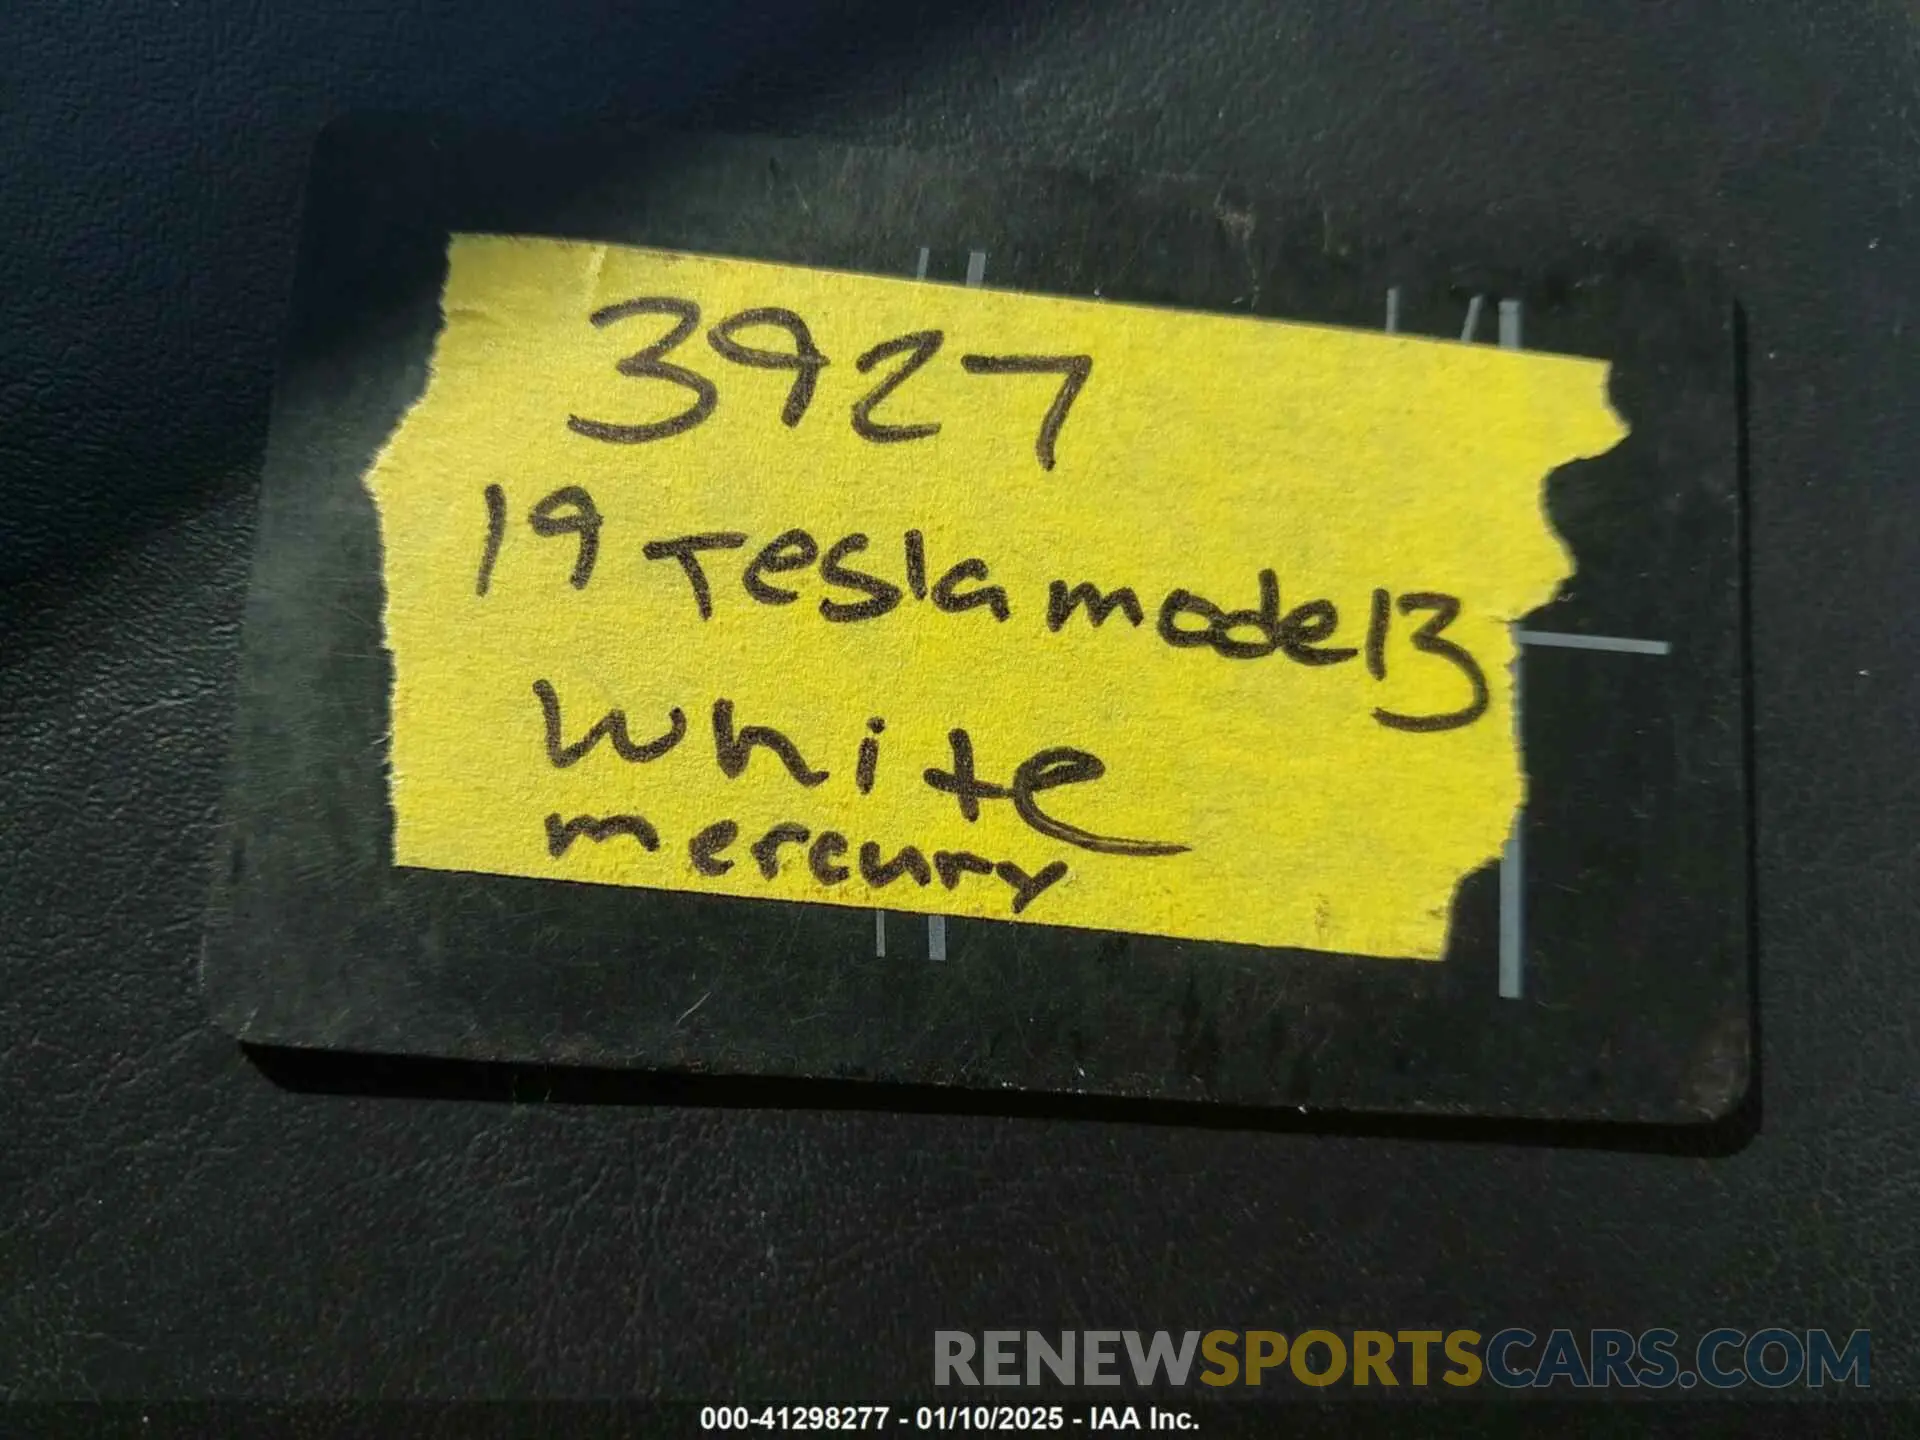 3927
19 Tesla model 3
white
mercury
RENEWSPORTSCARS.COM
000-41298277 - 01/10/2025 - IAA Inc.